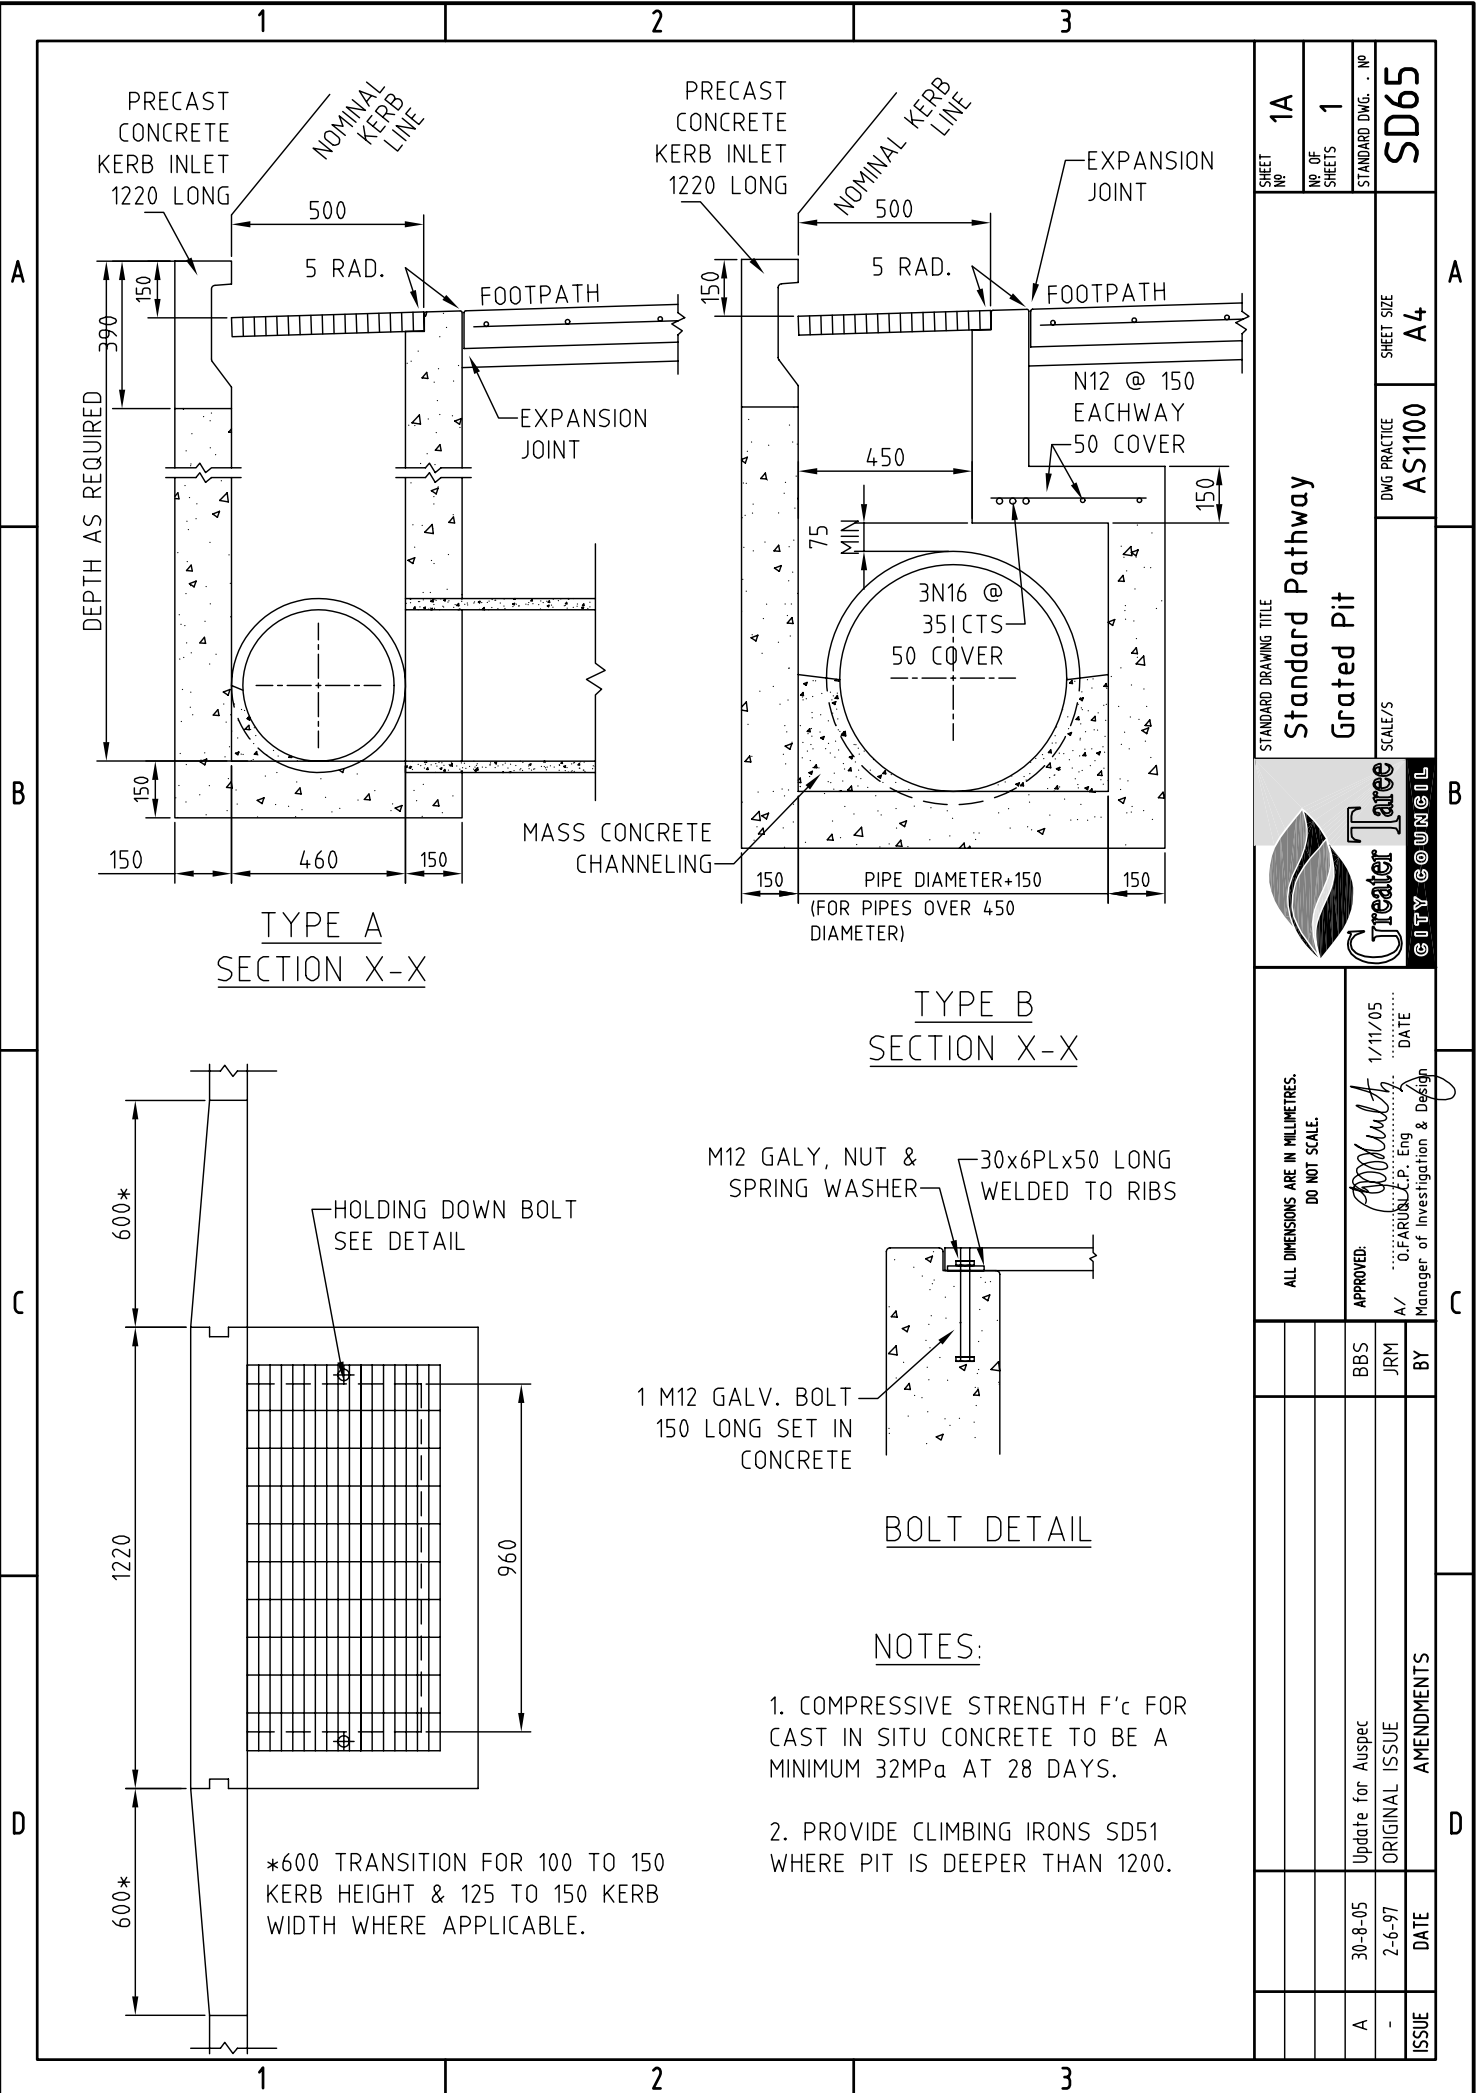 1
2
3
A
B
C
D
PRECAST
CONCRETE
KERB INLET
1220 LONG
NOMINAL
KERB
LINE
500
5 RAD.
FOOTPATH
150
390
DEPTH AS REQUIRED
EXPANSION
JOINT
150
150
460
150
TYPE A
SECTION X-X
PRECAST
CONCRETE
KERB INLET
1220 LONG
NOMINAL KERB
LINE
500
EXPANSION
JOINT
5 RAD.
FOOTPATH
150
N12 @ 150
EACHWAY
50 COVER
450
150
75
MIN
3N16 @
35 CTS
50 COVER
MASS CONCRETE
CHANNELING
150
PIPE DIAMETER+150
150
(FOR PIPES OVER 450
DIAMETER)
TYPE B
SECTION X-X
600*
HOLDING DOWN BOLT
SEE DETAIL
1220
960
600*
*600 TRANSITION FOR 100 TO 150
KERB HEIGHT & 125 TO 150 KERB
WIDTH WHERE APPLICABLE.
M12 GALY, NUT &
SPRING WASHER
30x6PLx50 LONG
WELDED TO RIBS
1 M12 GALV. BOLT
150 LONG SET IN
CONCRETE
BOLT DETAIL
NOTES:
1. COMPRESSIVE STRENGTH F'c FOR
CAST IN SITU CONCRETE TO BE A
MINIMUM 32MPa AT 28 DAYS.
2. PROVIDE CLIMBING IRONS SD51
WHERE PIT IS DEEPER THAN 1200.
SHEET
Nº
1A
Nº OF
SHEETS
1
STANDARD DWG. . Nº
SD65
STANDARD DRAWING TITLE
Standard Pathway
Grated Pit
SHEET SIZE
A4
DWG PRACTICE
AS1100
SCALE/S
Greater Taree
CITY COUNCIL
ALL DIMENSIONS ARE IN MILLIMETRES.
DO NOT SCALE.
APPROVED:
1/11/05
A/
O.FARUQI C.P. Eng
DATE
Manager of Investigation & Design
A
30-8-05
Update for Auspec
BBS
-
2-6-97
ORIGINAL ISSUE
JRM
ISSUE
DATE
AMENDMENTS
BY
A
B
C
D
1
2
3